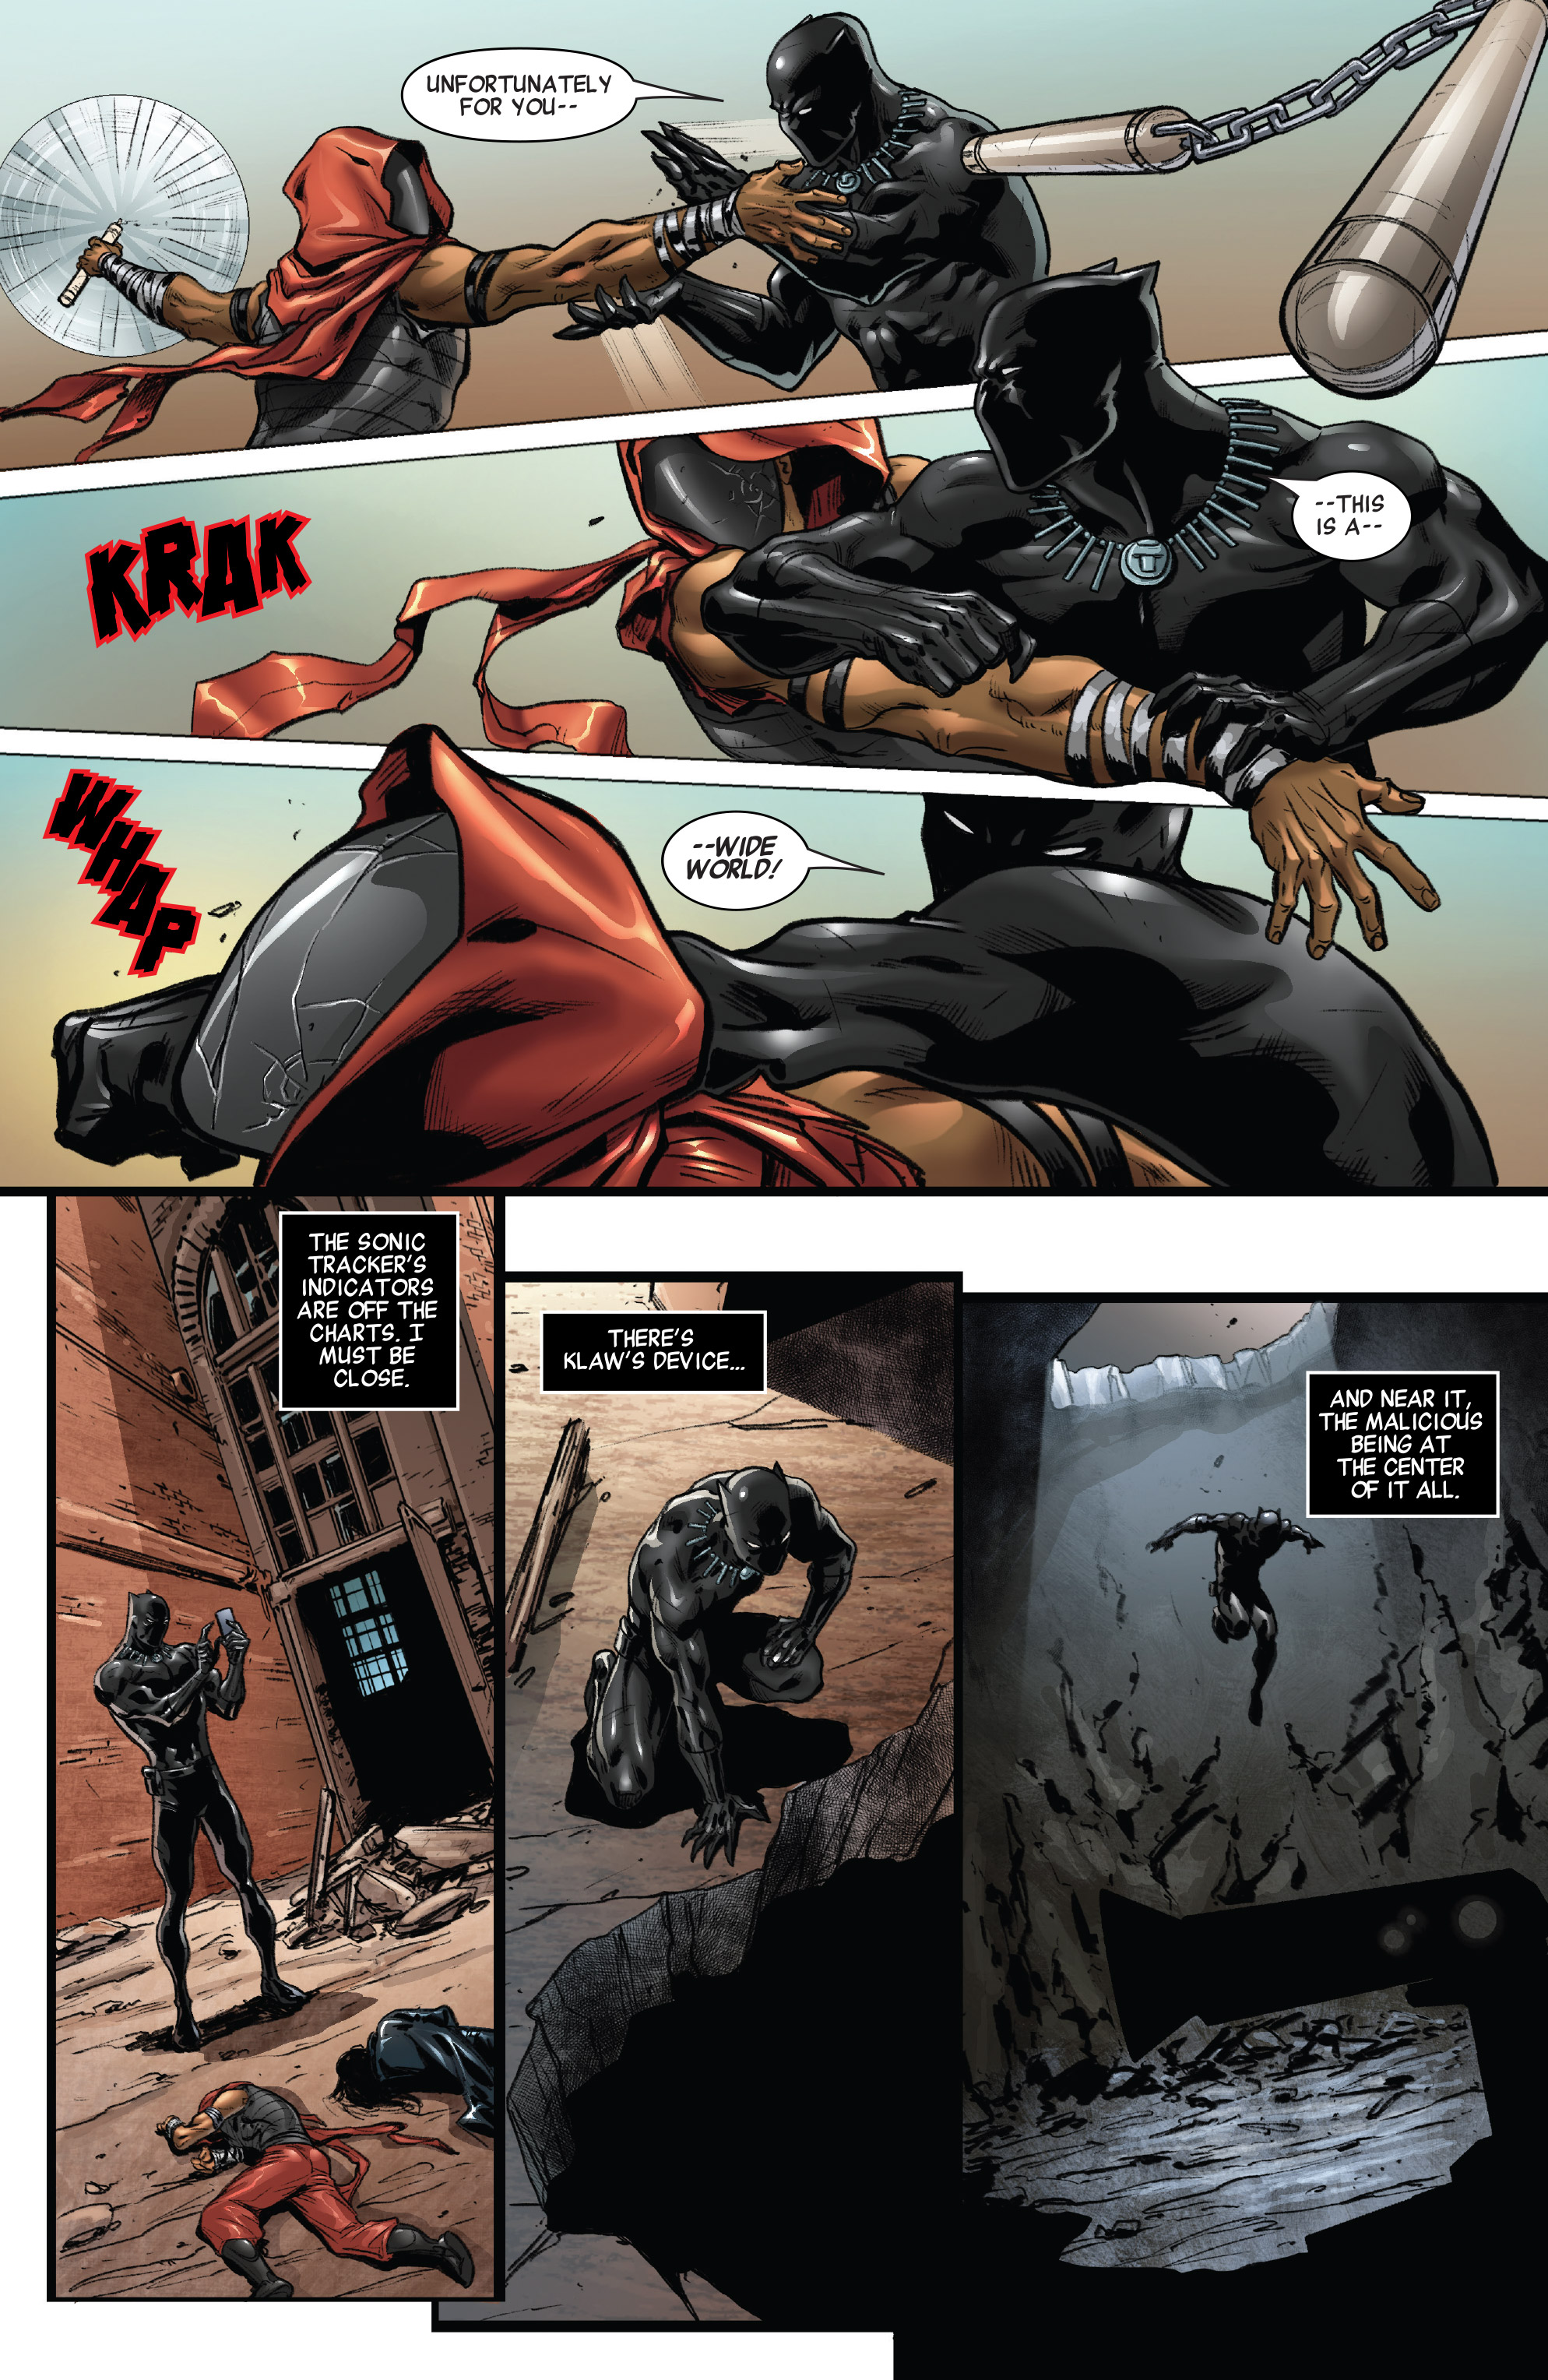 UNFORTUNATELY
FOR YOU--
KRAK
--THIS
IS A--
WHAP
--WIDE
WORLD!
THE SONIC
TRACKER'S
INDICATORS
ARE OFF THE
CHARTS. I
MUST BE
CLOSE.
THERE'S
KLAW'S DEVICE...
AND NEAR IT,
THE MALICIOUS
BEING AT
THE CENTER
OF IT ALL.